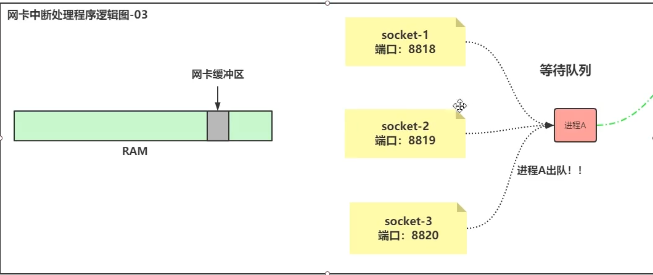 网卡中断处理程序逻辑图-03
网卡缓冲区
RAM
socket-1
端口：8818
socket-2
端口：8819
socket-3
端口：8820
等待队列
进程A
进程A出队！！